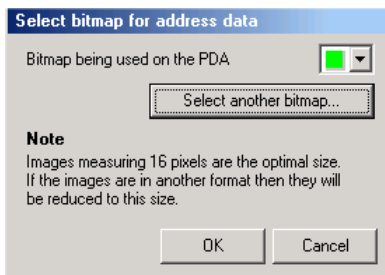 Select bitmap for address data
Bitmap being used on the PDA
Select another bitmap...
Note
Images measuring 16 pixels are the optimal size.
If the images are in another format then they will
be reduced to this size.
OK
Cancel